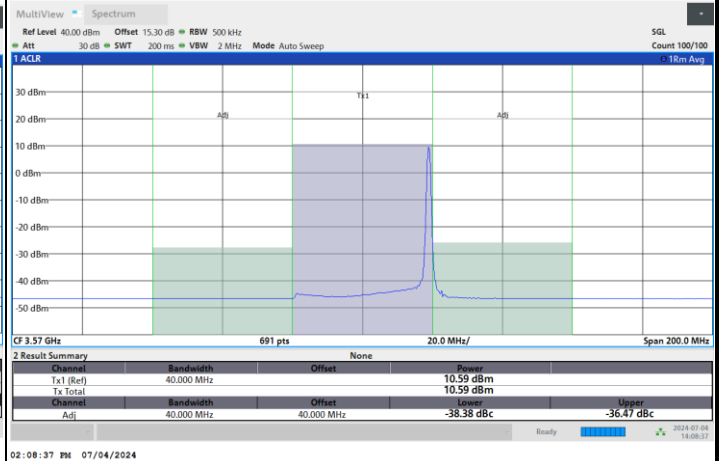 MultiView Spectrum
Ref Level 40.00 dBm Offset 15.30 dB RBW 500 kHz SGL
Att 30 dB SWT 200 ms VBW 2 MHz Mode Auto Sweep Count 100/100
1 ACLR 1Rm Avg
30 dBm
Tx1
20 dBm
Adj Adj
10 dBm
0 dBm
-10 dBm
-20 dBm
-30 dBm
-40 dBm
-50 dBm
CF 3.57 GHz 691 pts 20.0 MHz/ Span 200.0 MHz
2 Result Summary None
Channel Bandwidth Offset Power
Tx1 (Ref) 40.000 MHz 10.59 dBm
Tx Total 10.59 dBm
Channel Bandwidth Offset Lower Upper
Adj 40.000 MHz 40.000 MHz -38.38 dBc -36.47 dBc
Ready 2024-07-04
14:08:37
02:08:37 PM 07/04/2024